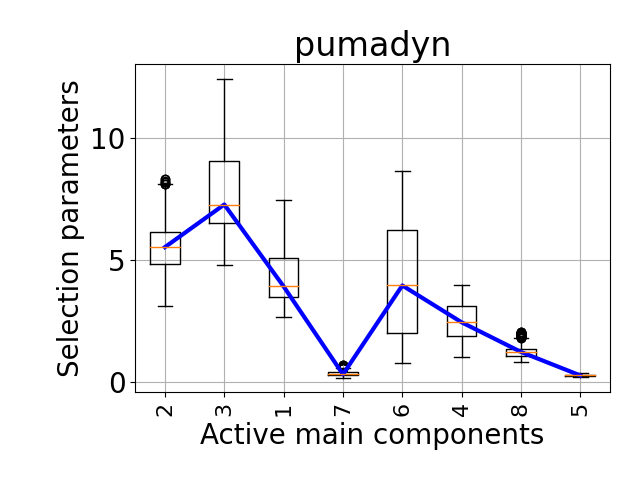 pumadyn
Selection parameters
10
5
0
2 3 1 7 6 4 8 5
Active main components